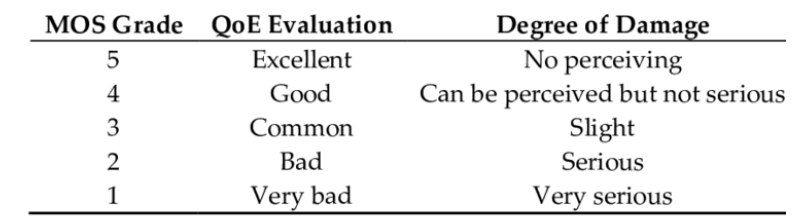 MOS Grade QoE Evaluation Degree of Damage
5 Excellent No perceiving
4 Good Can be perceived but not serious
3 Common Slight
2 Bad Serious
1 Very bad Very serious